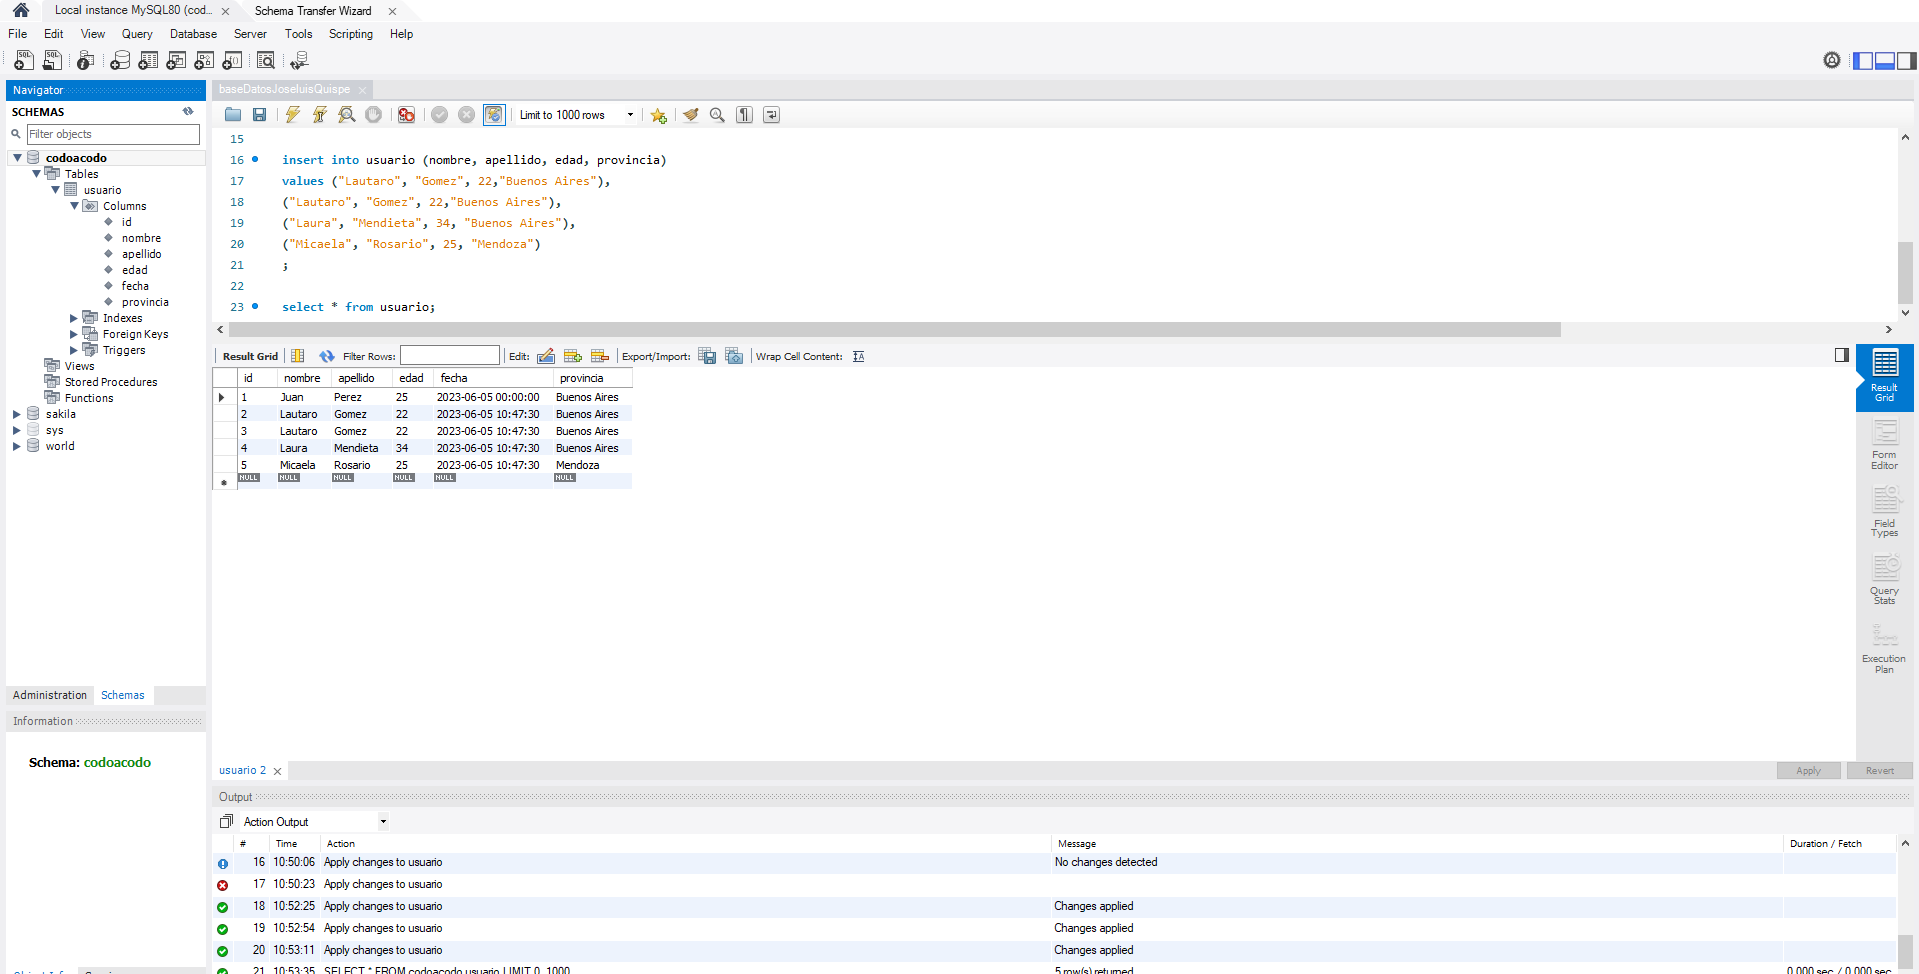 Local instance MySQL80 (cod... Schema Transfer Wizard
File Edit View Query Database Server Tools Scripting Help
Navigator
SCHEMAS
Filter objects
codoacodo
Tables
usuario
Columns
id
nombre
apellido
edad
fecha
provincia
Indexes
Foreign Keys
Triggers
Views
Stored Procedures
Functions
sakila
sys
world
Administration Schemas
Information
Schema: codoacodo
baseDatosJoseluisQuispe
Limit to 1000 rows
15
16 insert into usuario (nombre, apellido, edad, provincia)
17 values ("Lautaro", "Gomez", 22,"Buenos Aires"),
18 ("Lautaro", "Gomez", 22,"Buenos Aires"),
19 ("Laura", "Mendieta", 34, "Buenos Aires"),
20 ("Micaela", "Rosario", 25, "Mendoza")
21 ;
22
23 select * from usuario;
Result Grid Filter Rows: Edit: Export/Import: Wrap Cell Content:
id nombre apellido edad fecha provincia
1 Juan Perez 25 2023-06-05 00:00:00 Buenos Aires
2 Lautaro Gomez 22 2023-06-05 10:47:30 Buenos Aires
3 Lautaro Gomez 22 2023-06-05 10:47:30 Buenos Aires
4 Laura Mendieta 34 2023-06-05 10:47:30 Buenos Aires
5 Micaela Rosario 25 2023-06-05 10:47:30 Mendoza
NULL NULL NULL NULL NULL NULL
Result
Grid
Form
Editor
Field
Types
Query
Stats
Execution
Plan
usuario 2
Apply Revert
Output
Action Output
# Time Action Message Duration / Fetch
16 10:50:06 Apply changes to usuario No changes detected
17 10:50:23 Apply changes to usuario
18 10:52:25 Apply changes to usuario Changes applied
19 10:52:54 Apply changes to usuario Changes applied
20 10:53:11 Apply changes to usuario Changes applied
21 10:53:35 SELECT * FROM codoacodo.usuario LIMIT 0, 1000 5 row(s) returned 0.000 sec / 0.000 sec